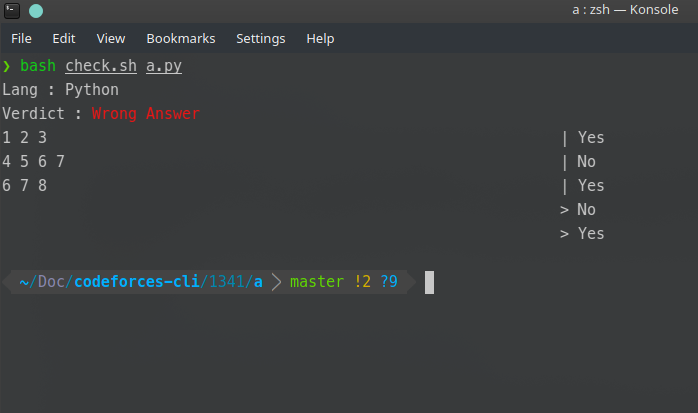 a : zsh — Konsole
File Edit View Bookmarks Settings Help
❯ bash check.sh a.py
Lang : Python
Verdict : Wrong Answer
1 2 3 | Yes
4 5 6 7 | No
6 7 8 | Yes
> No
> Yes
~/Doc/codeforces-cli/1341/a master !2 ?9